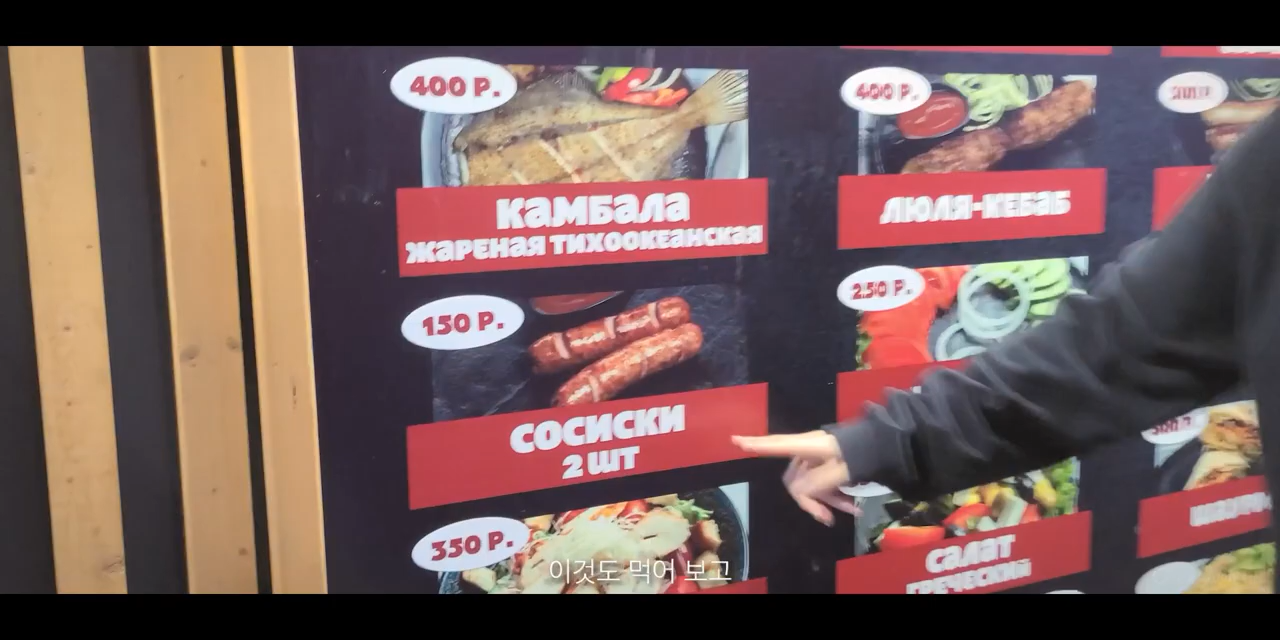 400 Р.
КАМБАЛА
ЖАРЕНАЯ ТИХООКЕАНСКАЯ
400 Р.
ЛЮЛЯ-КЕБАБ
150 Р.
СОСИСКИ
2 ШТ
250 Р.
350 Р.
САЛАТ
ГРЕЧЕСКИЙ
이것도 먹어 보고